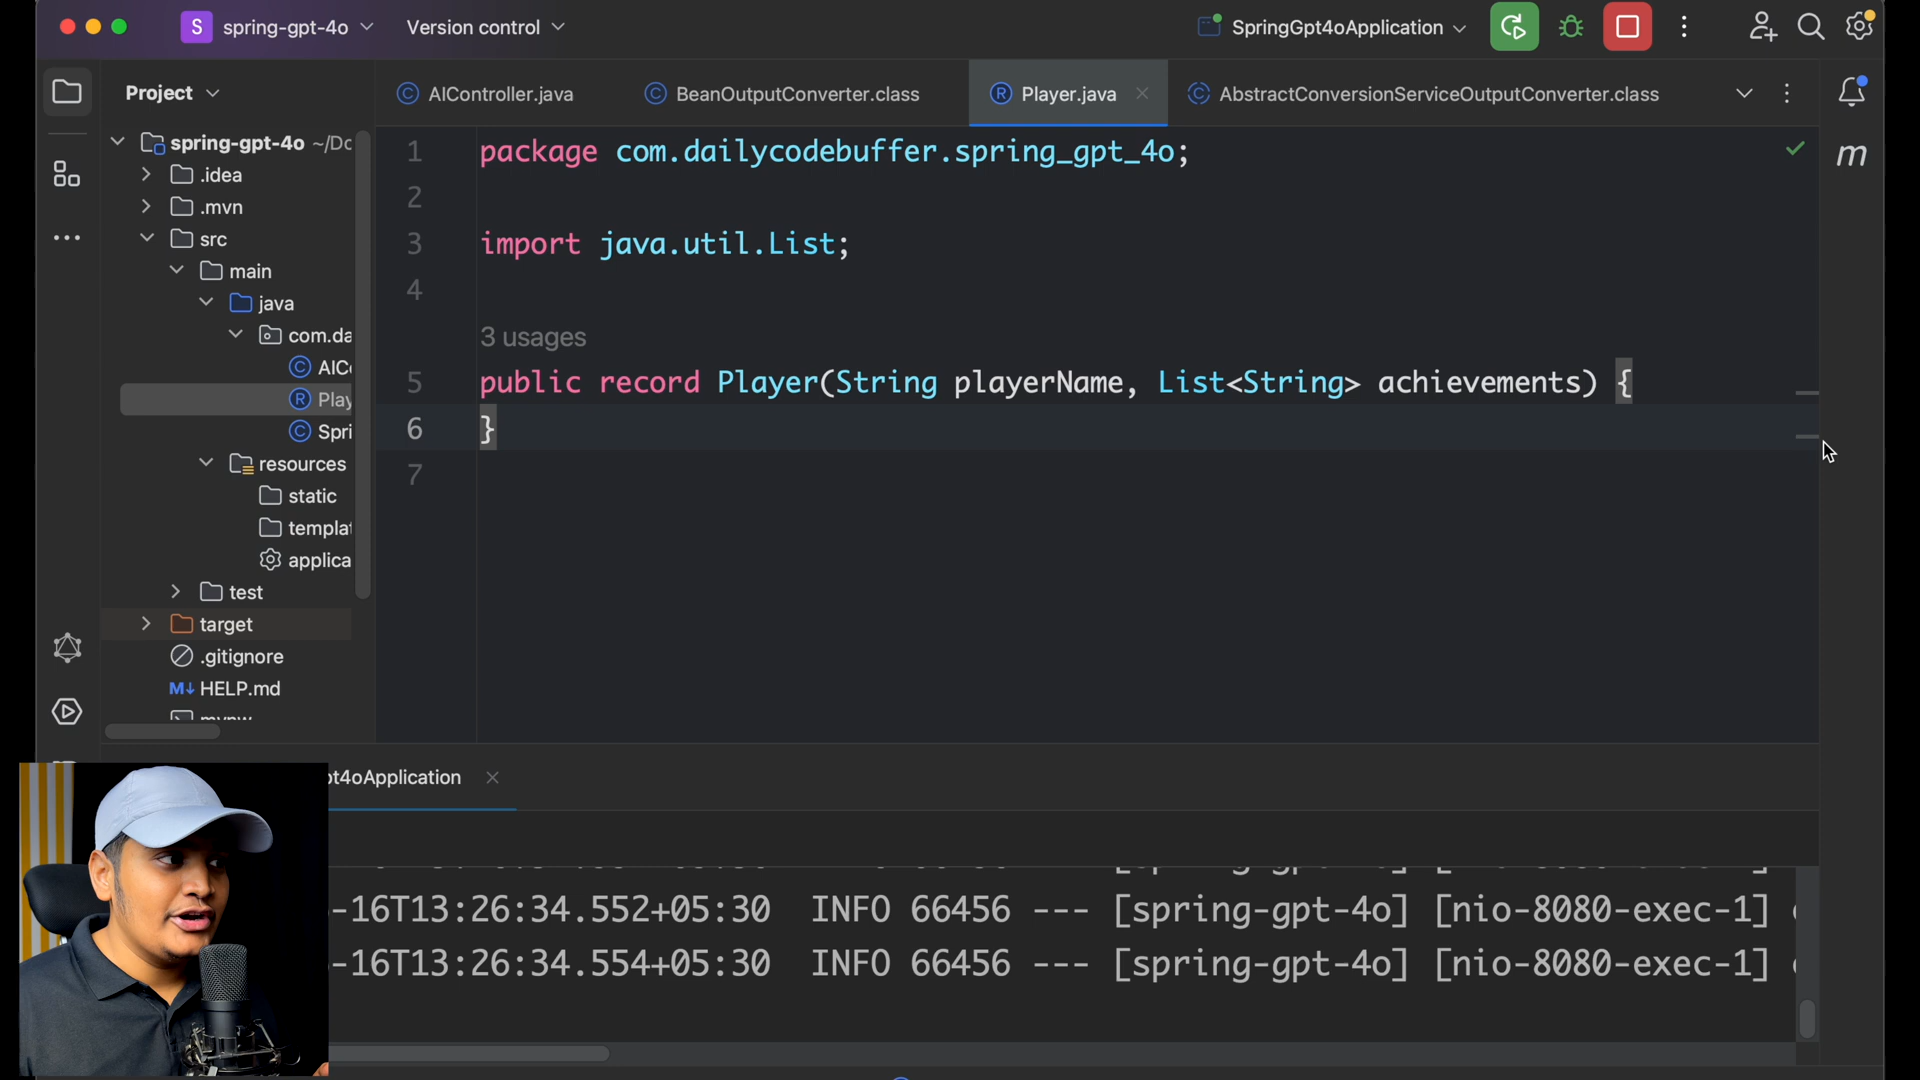 S spring-gpt-4o Version control SpringGpt4oApplication
Project
AIController.java BeanOutputConverter.class Player.java AbstractConversionServiceOutputConverter.class
spring-gpt-4o ~/Dc
.idea
.mvn
src
main
java
com.da
AIC
Play
Spri
resources
static
templat
applica
test
target
.gitignore
M↓ HELP.md
mvnw
1 package com.dailycodebuffer.spring_gpt_4o;
2
3 import java.util.List;
4
3 usages
5 public record Player(String playerName, List<String> achievements) {
6 }
7
m
ot4oApplication
-16T13:26:34.552+05:30 INFO 66456 --- [spring-gpt-4o] [nio-8080-exec-1]
-16T13:26:34.554+05:30 INFO 66456 --- [spring-gpt-4o] [nio-8080-exec-1]